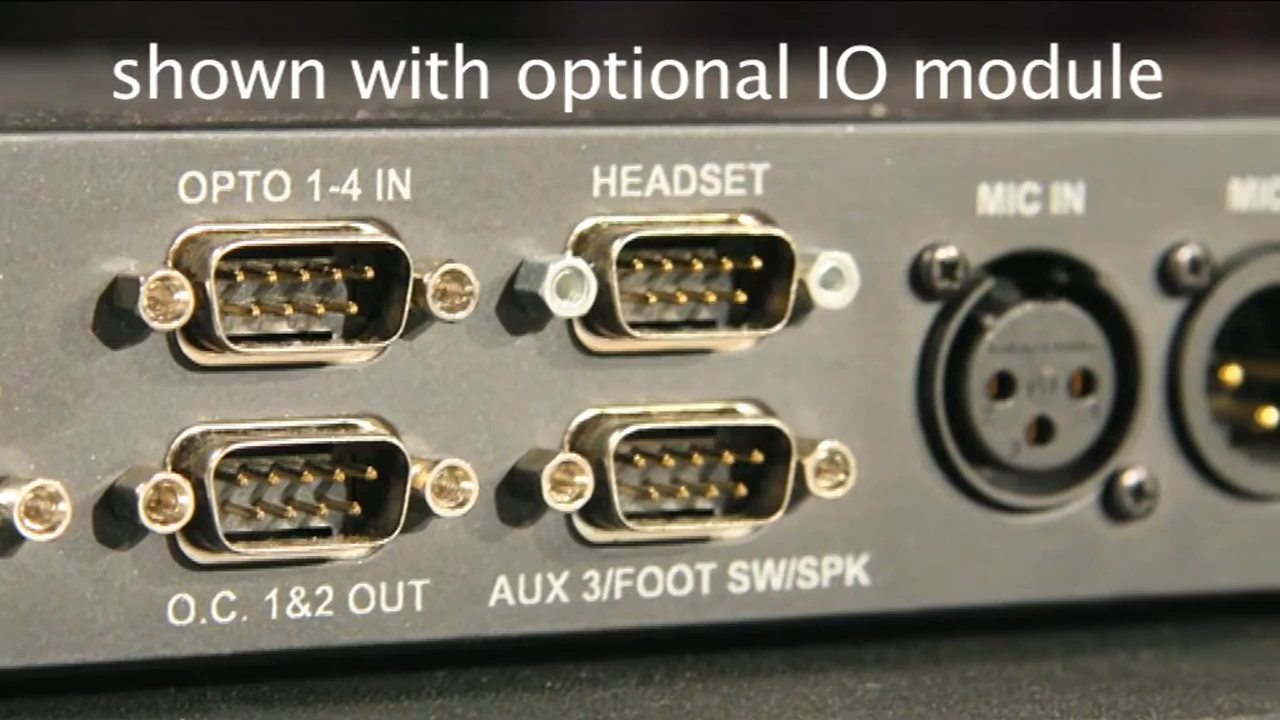 shown with optional IO module
OPTO 1-4 IN
HEADSET
MIC IN
MIC
O.C. 1&2 OUT
AUX 3/FOOT SW/SPK